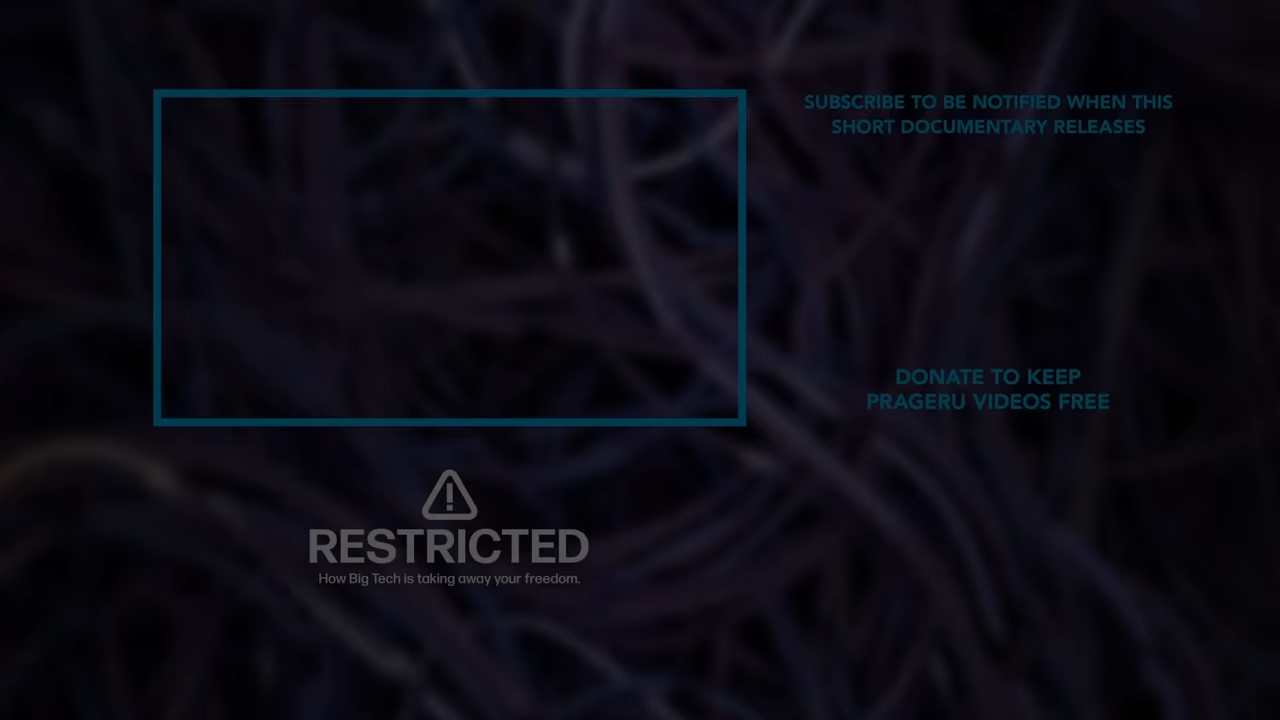 SUBSCRIBE TO BE NOTIFIED WHEN THIS
SHORT DOCUMENTARY RELEASES
DONATE TO KEEP
PRAGERU VIDEOS FREE
RESTRICTED
How Big Tech is taking away your freedom.